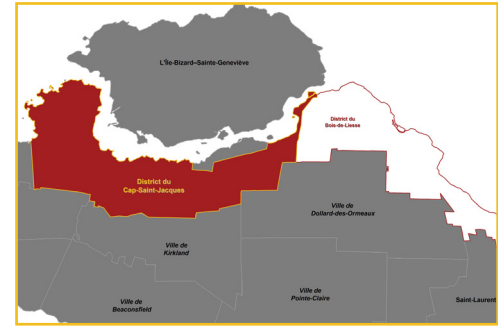 L'Île-Bizard–Sainte-Geneviève
District du
Bois-de-Liesse
District du
Cap-Saint-Jacques
Ville de
Dollard-des-Ormeaux
Ville de
Kirkland
Ville de
Beaconsfield
Ville de
Pointe-Claire
Saint-Laurent